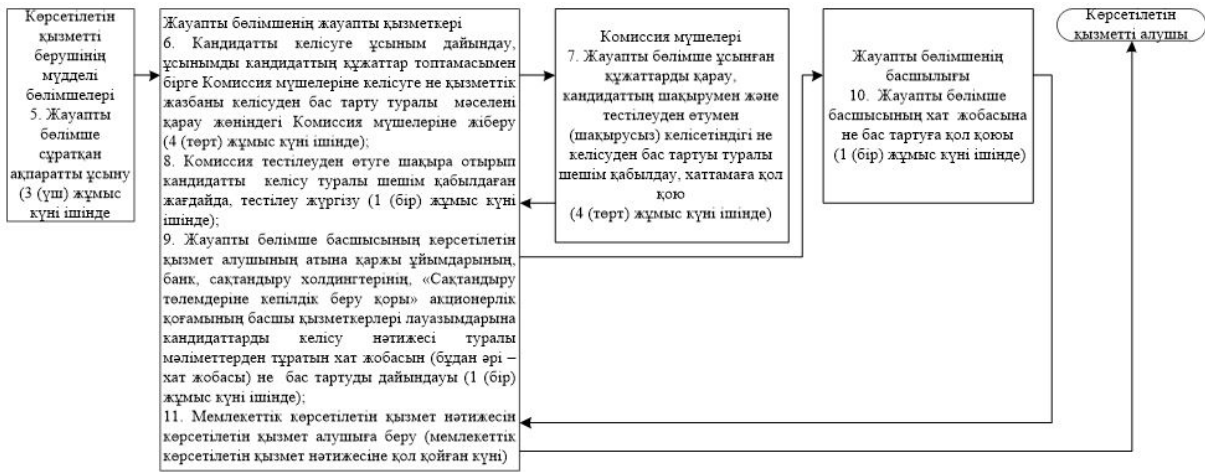 Көрсетілетін
қызметті
берушінің
мүдделі
бөлімшелері
5. Жауапты
бөлімше
сұратқан
ақпаратты ұсыну
(3 (үш) жұмыс
күні ішінде
Жауапты бөлімшенің жауапты қызметкері
6. Кандидатты келісуге ұсыным дайындау,
ұсынымды кандидаттың құжаттар топтамасымен
бірге Комиссия мүшелеріне келісуге не қызметтік
жазбаны келісуден бас тарту туралы мәселені
қарау жөніндегі Комиссия мүшелеріне жіберу
(4 (төрт) жұмыс күні ішінде);
8. Комиссия тестілеуден өтуге шақыра отырып
кандидатты келісу туралы шешім қабылдаған
жағдайда, тестілеу жүргізу (1 (бір) жұмыс күні
ішінде);
9. Жауапты бөлімше басшысының көрсетілетін
қызмет алушының атына қаржы ұйымдарының,
банк, сақтандыру холдингтерінің, «Сақтандыру
төлемдеріне кепілдік беру қоры» акционерлік
қоғамының басшы қызметкерлері лауазымдарына
кандидаттарды келісу нәтижесі туралы
мәліметтерден тұратын хат жобасын (бұдан әрі –
хат жобасы) не бас тартуды дайындауы (1 (бір)
жұмыс күні ішінде);
11. Мемлекеттік көрсетілетін қызмет нәтижесін
көрсетілетін қызмет алушыға беру (мемлекеттік
көрсетілетін қызмет нәтижесіне қол қойған күні)
Комиссия мүшелері
7. Жауапты бөлімше ұсынған
құжаттарды қарау,
кандидаттың шақырумен және
тестілеуден өтумен
(шақырусыз) келісетіндігі не
келісуден бас тартуы туралы
шешім қабылдау, хаттамаға қол
қою
(4 (төрт) жұмыс күні ішінде)
Жауапты бөлімшенің
басшылығы
10. Жауапты бөлімше
басшысының хат жобасына
не бас тартуға қол қоюы
(1 (бір) жұмыс күні ішінде)
Көрсетілетін
қызметті алушы